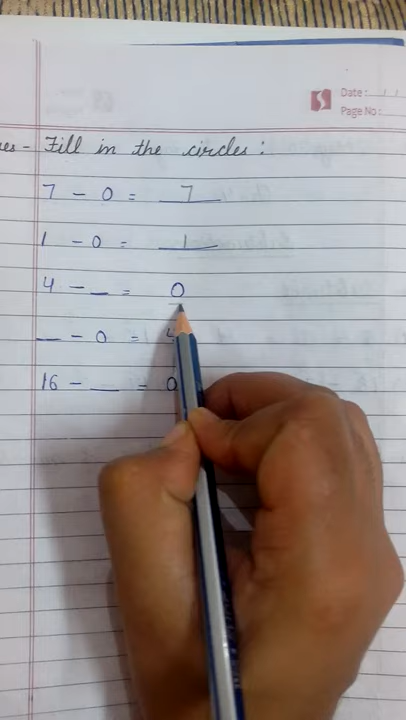 Date:
Page No:
- Fill in the circles:
7 - 0 = 7
1 - 0 = 1
4 - __ = 0
__ - 0 = 4
16 - __ = 0